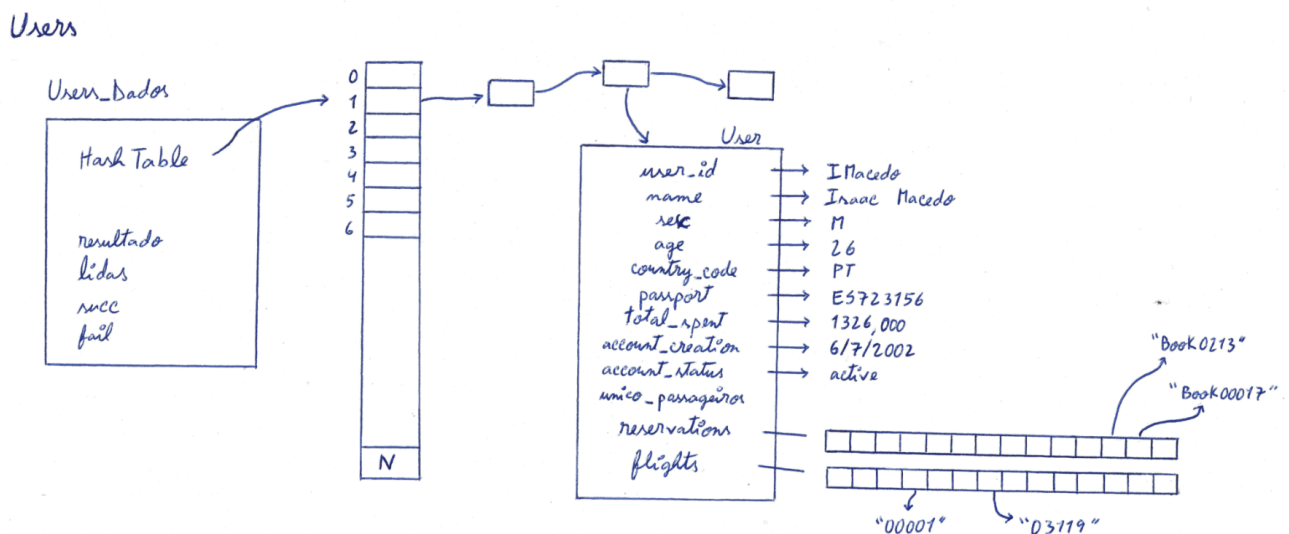 Users
Users_Dados
Hash Table
resultado
lidas
succ
fail
0
1
2
3
4
5
6
N
User
user_id IMacedo
name Isaac Macedo
sex M
age 26
country_code PT
passport ES723156
total_spent 1326,000
account_creation 6/7/2002
account_status active
unico_passageiros
reservations
flights
"Book0213"
"Book00017"
"00001"
"03119"